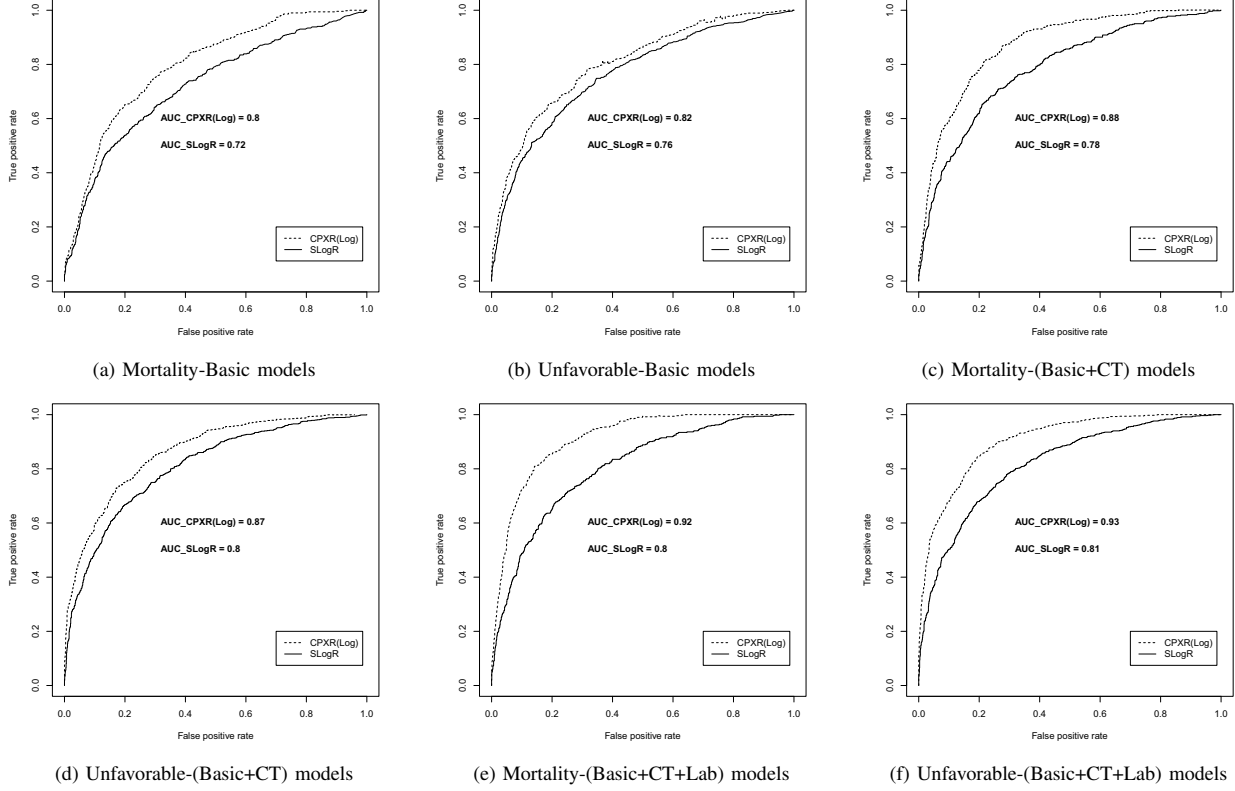 1.0
0.8
0.6
0.4
0.2
0.0
True positive rate
AUC_CPXR(Log) = 0.8
AUC_SLogR = 0.72
CPXR(Log)
SLogR
0.0 0.2 0.4 0.6 0.8 1.0
False positive rate
(a) Mortality-Basic models
1.0
0.8
0.6
0.4
0.2
0.0
True positive rate
AUC_CPXR(Log) = 0.82
AUC_SLogR = 0.76
CPXR(Log)
SLogR
0.0 0.2 0.4 0.6 0.8 1.0
False positive rate
(b) Unfavorable-Basic models
1.0
0.8
0.6
0.4
0.2
0.0
True positive rate
AUC_CPXR(Log) = 0.88
AUC_SLogR = 0.78
CPXR(Log)
SLogR
0.0 0.2 0.4 0.6 0.8 1.0
False positive rate
(c) Mortality-(Basic+CT) models
1.0
0.8
0.6
0.4
0.2
0.0
True positive rate
AUC_CPXR(Log) = 0.87
AUC_SLogR = 0.8
CPXR(Log)
SLogR
0.0 0.2 0.4 0.6 0.8 1.0
False positive rate
(d) Unfavorable-(Basic+CT) models
1.0
0.8
0.6
0.4
0.2
0.0
True positive rate
AUC_CPXR(Log) = 0.92
AUC_SLogR = 0.8
CPXR(Log)
SLogR
0.0 0.2 0.4 0.6 0.8 1.0
False positive rate
(e) Mortality-(Basic+CT+Lab) models
1.0
0.8
0.6
0.4
0.2
0.0
True positive rate
AUC_CPXR(Log) = 0.93
AUC_SLogR = 0.81
CPXR(Log)
SLogR
0.0 0.2 0.4 0.6 0.8 1.0
False positive rate
(f) Unfavorable-(Basic+CT+Lab) models